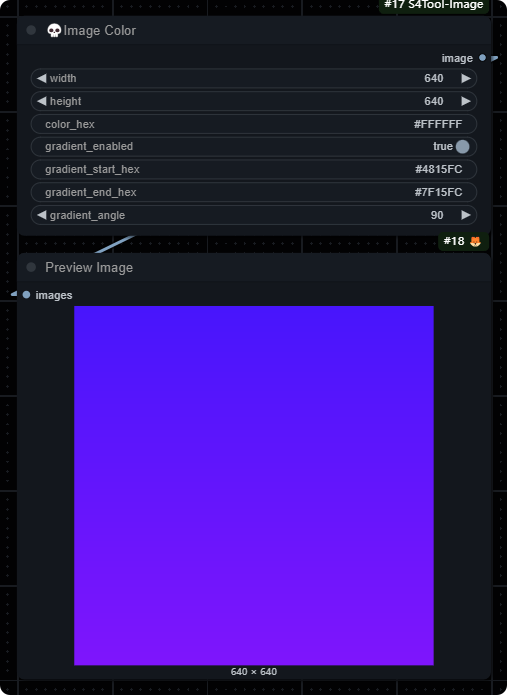 #17 S4Tool-Image
💀Image Color
image
width 640
height 640
color_hex #FFFFFF
gradient_enabled true
gradient_start_hex #4815FC
gradient_end_hex #7F15FC
gradient_angle 90
#18 🦊
Preview Image
images
640 × 640